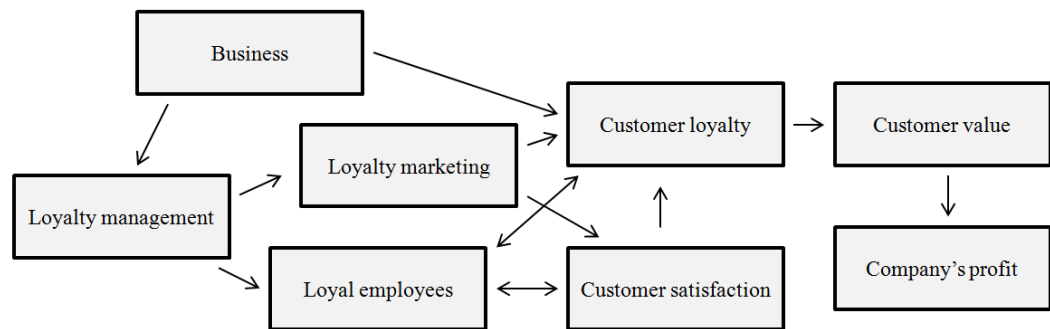 Business
Customer loyalty
Customer value
Loyalty marketing
Loyalty management
Loyal employees
Customer satisfaction
Company’s profit